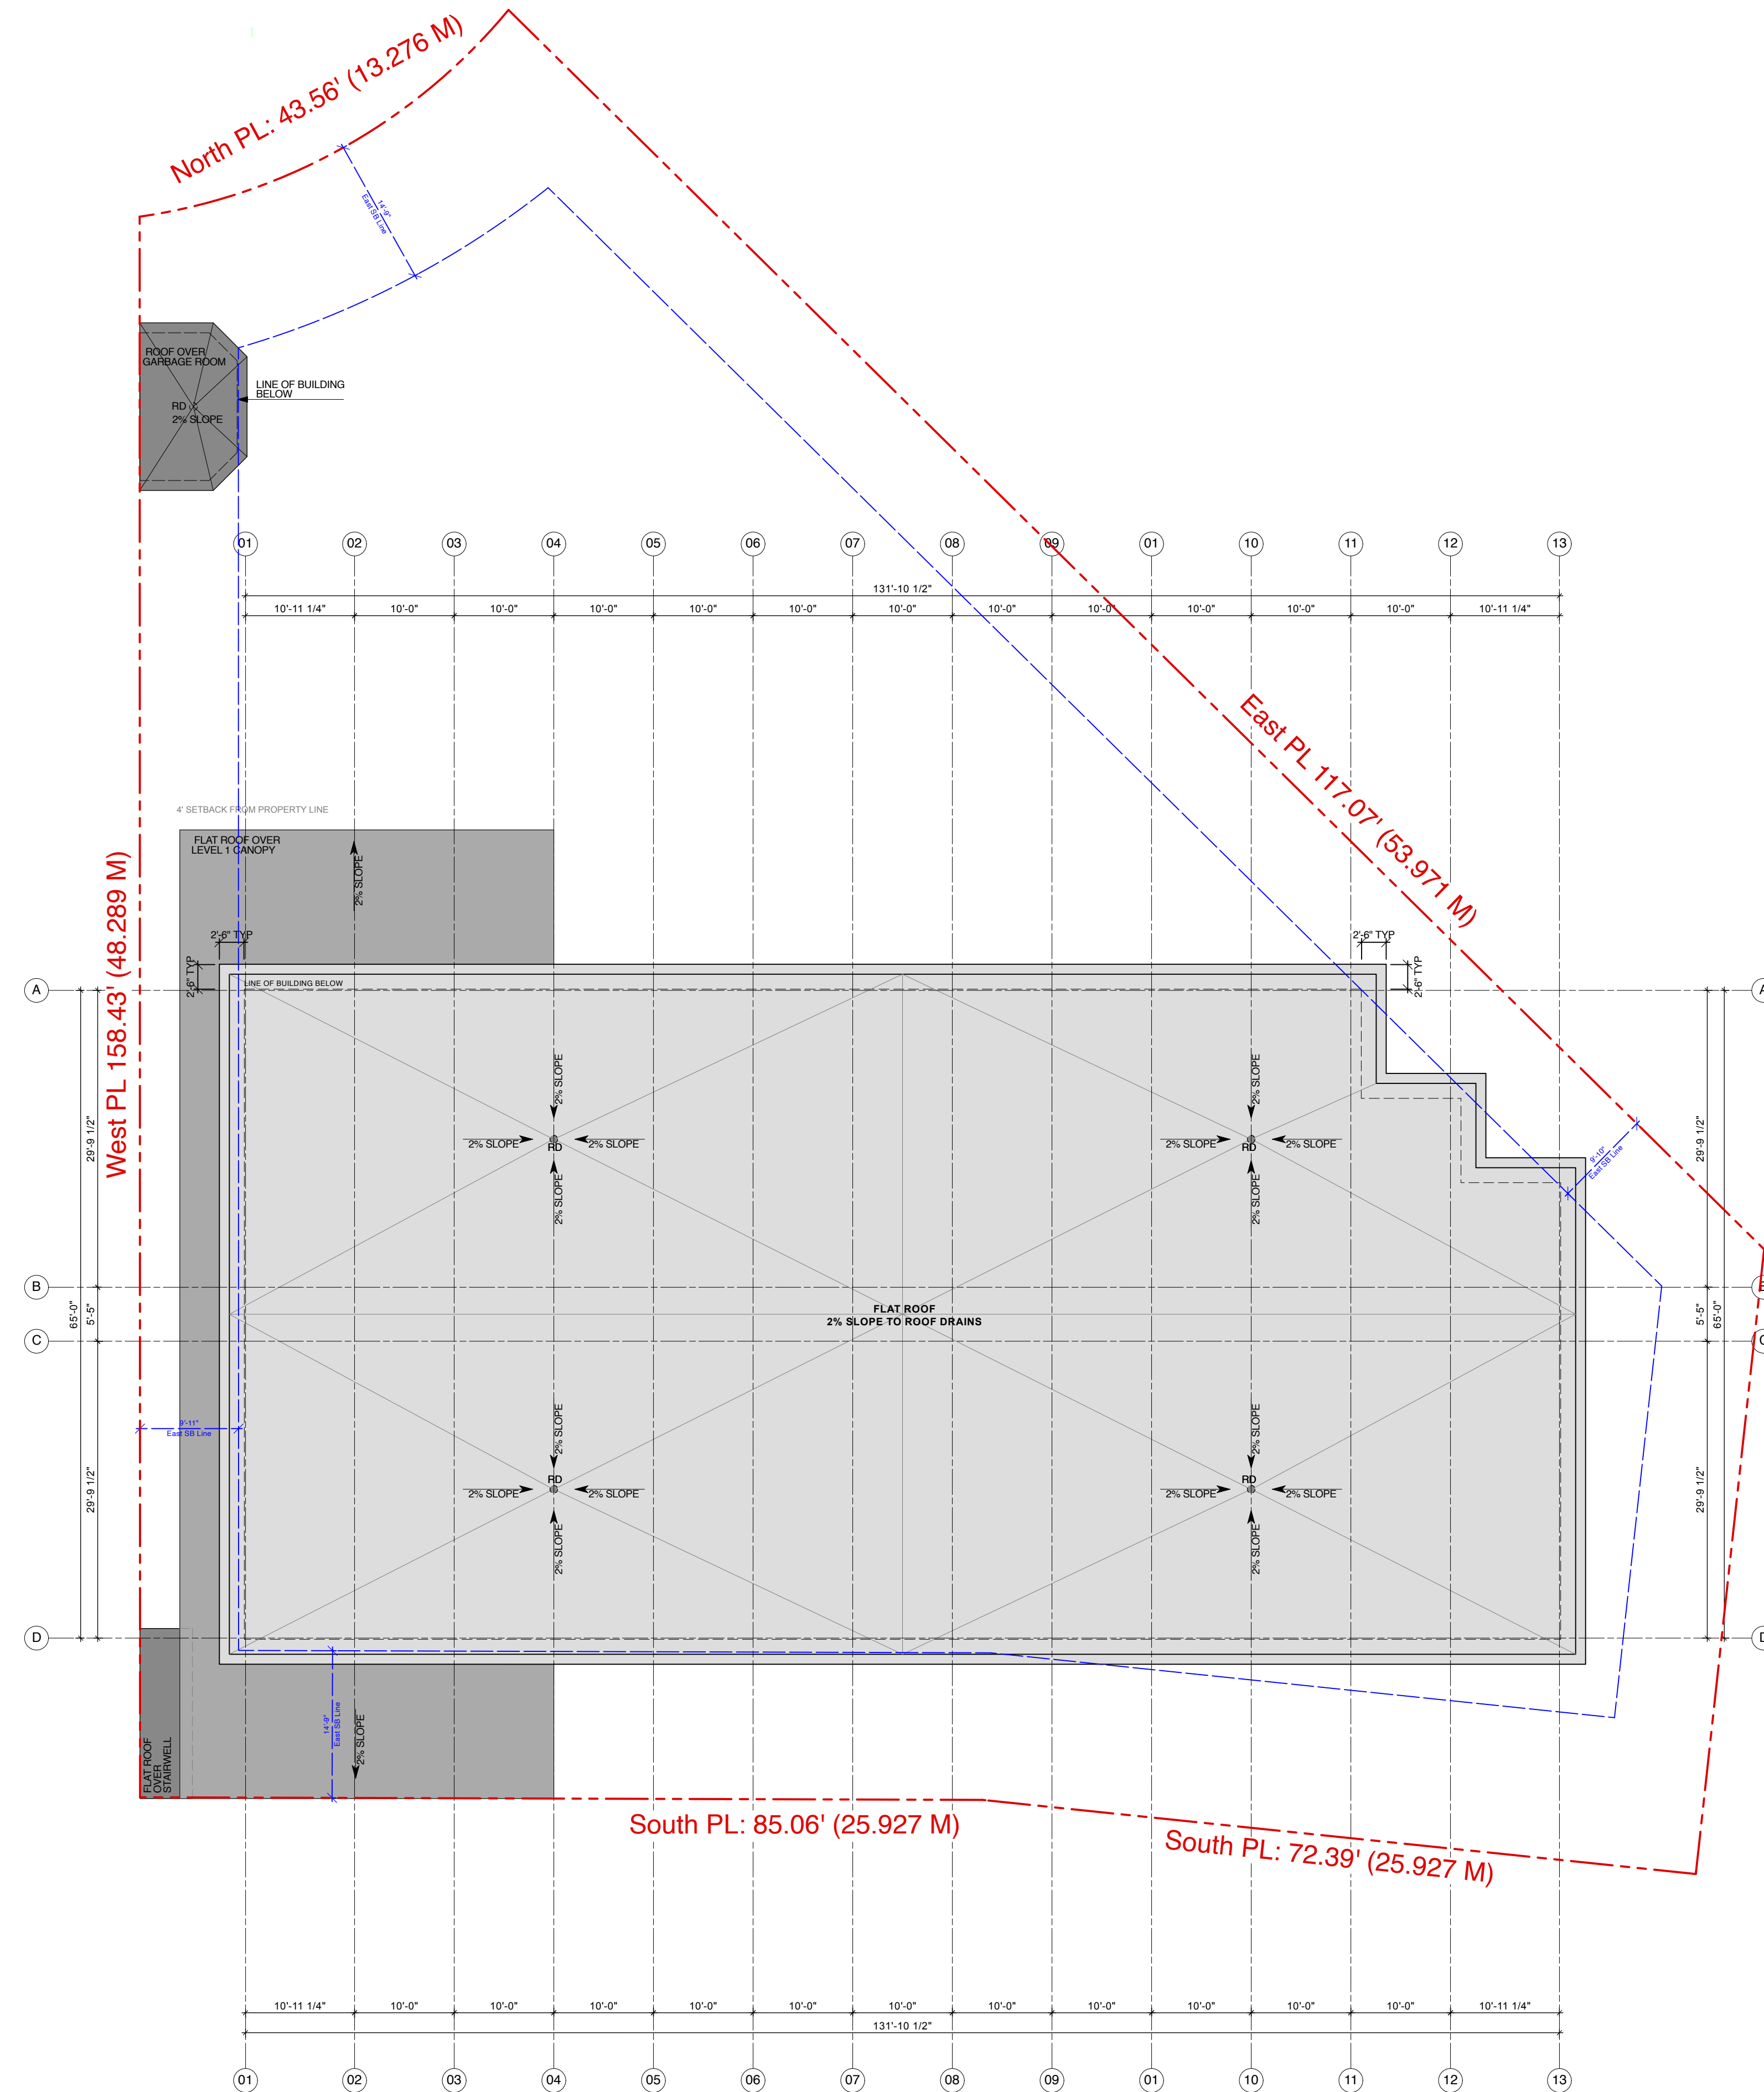 North PL: 43.56' (13.276 M)
14'-9"
East SB Line
ROOF OVER
GARBAGE ROOM
RD
2% SLOPE
LINE OF BUILDING
BELOW
01 02 03 04 05 06 07 08 09 01 10 11 12 13
131'-10 1/2"
10'-11 1/4" 10'-0" 10'-0" 10'-0" 10'-0" 10'-0" 10'-0" 10'-0" 10'-0" 10'-0" 10'-0" 10'-0" 10'-11 1/4"
East PL 117.07' (53.971 M)
4' SETBACK FROM PROPERTY LINE
FLAT ROOF OVER
LEVEL 1 CANOPY
2% SLOPE
West PL 158.43' (48.289 M)
2'-6" TYP
2'-6" TYP
2'-6" TYP
2'-6" TYP
LINE OF BUILDING BELOW
A
A
2% SLOPE
2% SLOPE
2% SLOPE RD 2% SLOPE
2% SLOPE RD 2% SLOPE
2% SLOPE
2% SLOPE
29'-9 1/2"
29'-9 1/2"
9'-10"
East SB Line
B
65'-0"
5'-5"
5'-5"
65'-0"
FLAT ROOF
2% SLOPE TO ROOF DRAINS
C
9'-11"
East SB Line
2% SLOPE
2% SLOPE
RD
RD
2% SLOPE 2% SLOPE
2% SLOPE 2% SLOPE
2% SLOPE
2% SLOPE
29'-9 1/2"
29'-9 1/2"
D
14'-9"
East SB Line
2% SLOPE
FLAT ROOF
OVER
STAIRWELL
South PL: 85.06' (25.927 M)
South PL: 72.39' (25.927 M)
10'-11 1/4" 10'-0" 10'-0" 10'-0" 10'-0" 10'-0" 10'-0" 10'-0" 10'-0" 10'-0" 10'-0" 10'-0" 10'-11 1/4"
131'-10 1/2"
01 02 03 04 05 06 07 08 09 01 10 11 12 13